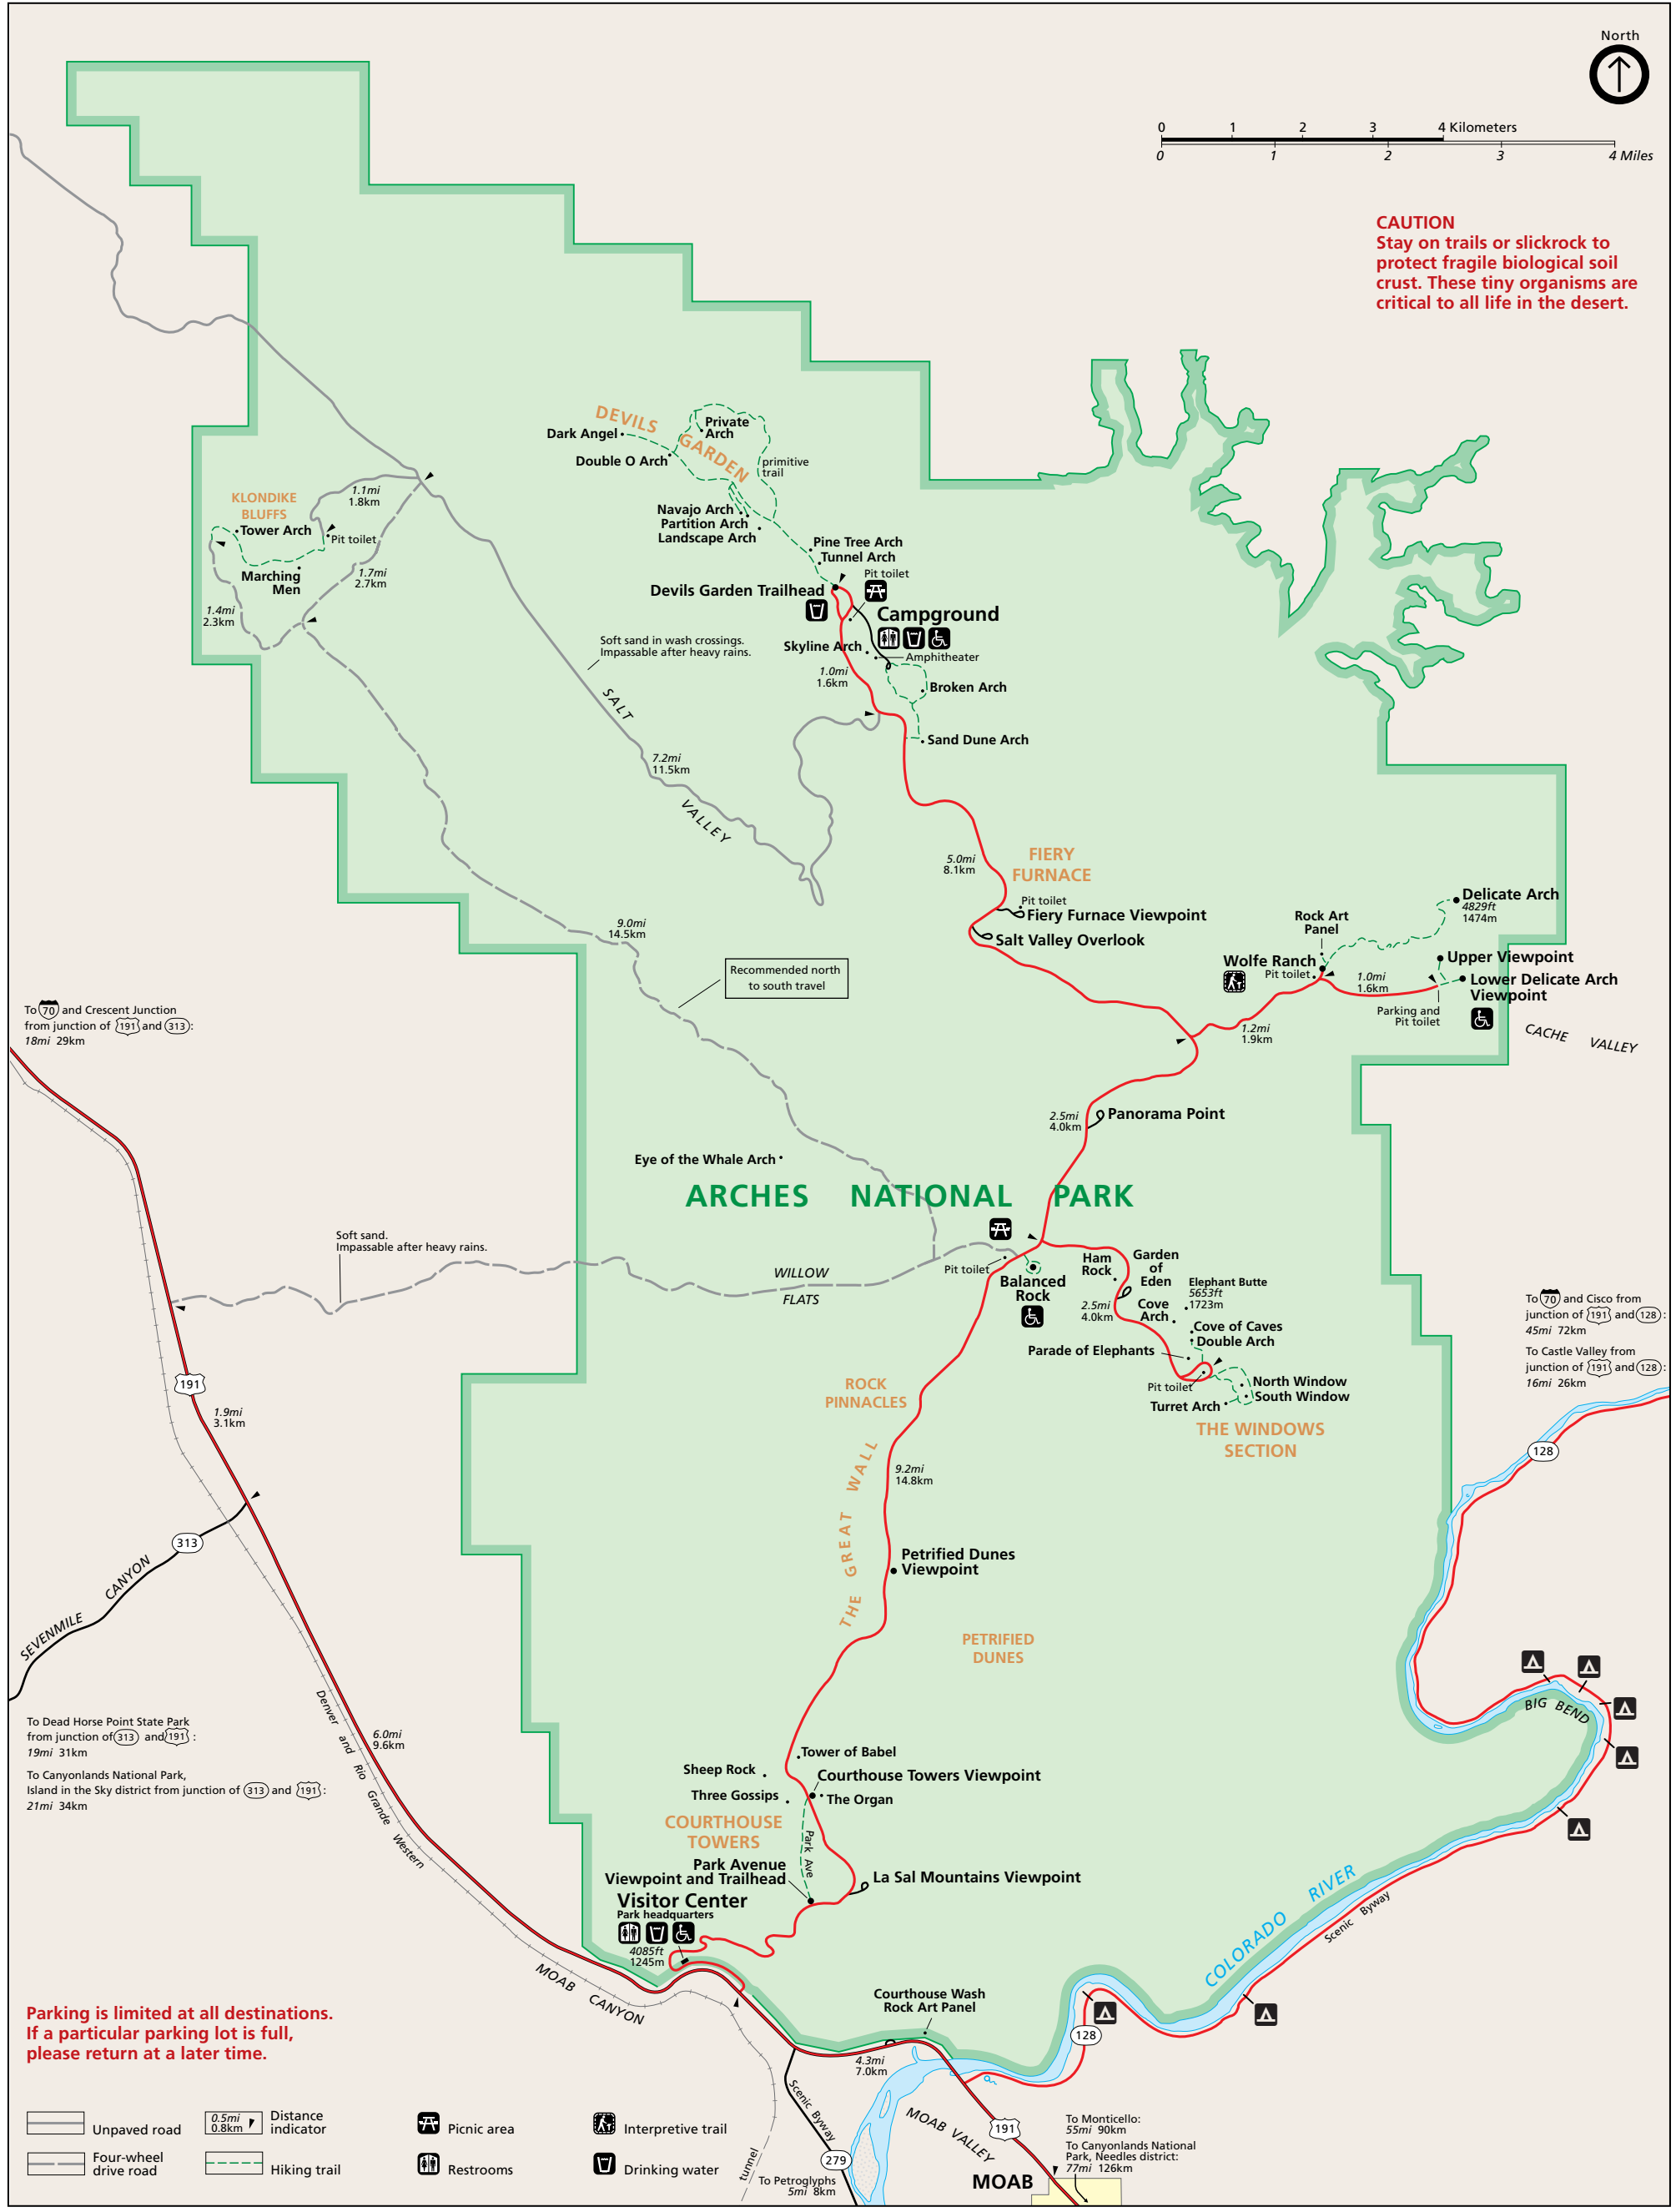 North
0 1 2 3 4 Kilometers
0 1 2 3 4 Miles
CAUTION
Stay on trails or slickrock to
protect fragile biological soil
crust. These tiny organisms are
critical to all life in the desert.
DEVILS GARDEN
Private
Arch
Dark Angel
Double O Arch
primitive
trail
Navajo Arch
Partition Arch
Landscape Arch
KLONDIKE
BLUFFS
1.1mi
1.8km
Tower Arch
Pit toilet
Marching
Men
1.7mi
2.7km
1.4mi
2.3km
Pine Tree Arch
Tunnel Arch
Pit toilet
Devils Garden Trailhead
Campground
Skyline Arch
Amphitheater
1.0mi
1.6km
Broken Arch
Sand Dune Arch
Soft sand in wash crossings.
Impassable after heavy rains.
SALT
VALLEY
7.2mi
11.5km
5.0mi
8.1km
FIERY
FURNACE
Pit toilet
Fiery Furnace Viewpoint
Salt Valley Overlook
9.0mi
14.5km
Recommended north
to south travel
Delicate Arch
4829ft
1474m
Rock Art
Panel
Wolfe Ranch
Pit toilet
1.0mi
1.6km
Upper Viewpoint
Lower Delicate Arch
Viewpoint
Parking and
Pit toilet
1.2mi
1.9km
CACHE VALLEY
To 70 and Crescent Junction
from junction of 191 and 313:
18mi 29km
2.5mi
4.0km
Panorama Point
Eye of the Whale Arch
ARCHES NATIONAL PARK
Soft sand.
Impassable after heavy rains.
WILLOW
FLATS
Pit toilet
Balanced
Rock
Ham
Rock
Garden
of
Eden
2.5mi
4.0km
Cove
Arch
Elephant Butte
5653ft
1723m
Cove of Caves
Double Arch
Parade of Elephants
Pit toilet
North Window
South Window
Turret Arch
THE WINDOWS
SECTION
To 70 and Cisco from
junction of 191 and 128:
45mi 72km
To Castle Valley from
junction of 191 and 128:
16mi 26km
128
191
1.9mi
3.1km
ROCK
PINNACLES
THE GREAT WALL
9.2mi
14.8km
313
SEVENMILE CANYON
Petrified Dunes
Viewpoint
PETRIFIED
DUNES
BIG BEND
To Dead Horse Point State Park
from junction of 313 and 191:
19mi 31km
To Canyonlands National Park,
Island in the Sky district from junction of 313 and 191:
21mi 34km
Denver and Rio Grande Western
6.0mi
9.6km
Tower of Babel
Sheep Rock
Courthouse Towers Viewpoint
Three Gossips
The Organ
COURTHOUSE
TOWERS
Park Ave
Park Avenue
Viewpoint and Trailhead
La Sal Mountains Viewpoint
Visitor Center
Park headquarters
4085ft
1245m
MOAB CANYON
COLORADO RIVER
Scenic Byway
Courthouse Wash
Rock Art Panel
128
4.3mi
7.0km
Scenic Byway
MOAB VALLEY
191
279
tunnel
To Petroglyphs
5mi 8km
To Monticello:
55mi 90km
To Canyonlands National
Park, Needles district:
77mi 126km
MOAB
Parking is limited at all destinations.
If a particular parking lot is full,
please return at a later time.
Unpaved road
0.5mi
0.8km
Distance
indicator
Picnic area
Interpretive trail
Four-wheel
drive road
Hiking trail
Restrooms
Drinking water